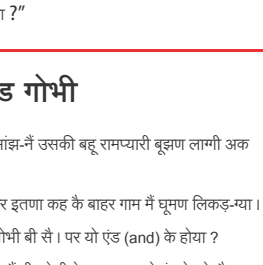 ?”
गोभी
सांझ-नैं उसकी बहू रामप्यारी बूझण लाग्गी अक
इतणा कह कै बाहर गाम मैं घूमण लिकड़-ग्या ।
बी सै । पर यो एंड (and) के होया ?